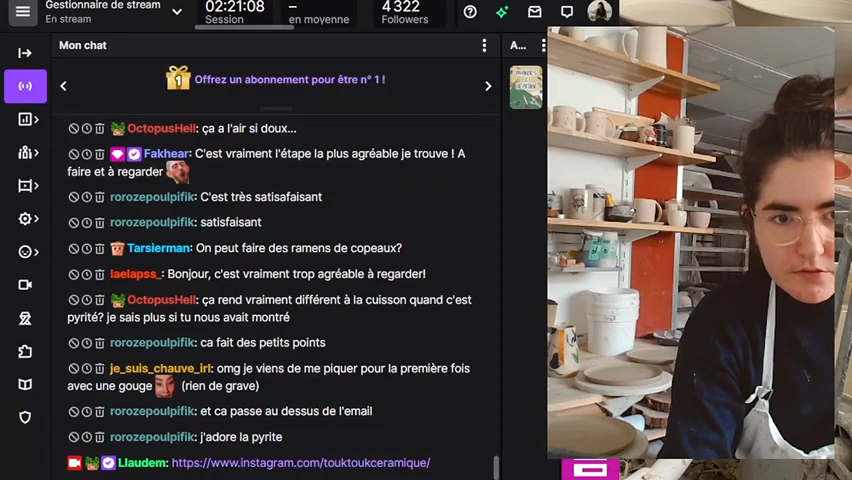 Gestionnaire de stream
En stream
02:21:08
Session
–
en moyenne
4 322
Followers
Mon chat
A...
1
Offrez un abonnement pour être n° 1 !
OctopusHell: ça a l'air si doux...
Fakhear: C'est vraiment l'étape la plus agréable je trouve ! A
faire et à regarder
rorozepoulpifik: C'est très satisafaisant
rorozepoulpifik: satisfaisant
Tarsierman: On peut faire des ramens de copeaux?
laelapss_: Bonjour, c'est vraiment trop agréable à regarder!
OctopusHell: ça rend vraiment différent à la cuisson quand c'est
pyrité? je sais plus si tu nous avait montré
rorozepoulpifik: ca fait des petits points
je_suis_chauve_irl: omg je viens de me piquer pour la première fois
avec une gouge (rien de grave)
rorozepoulpifik: et ca passe au dessus de l'email
rorozepoulpifik: j'adore la pyrite
Llaudem: https://www.instagram.com/touktoukceramique/